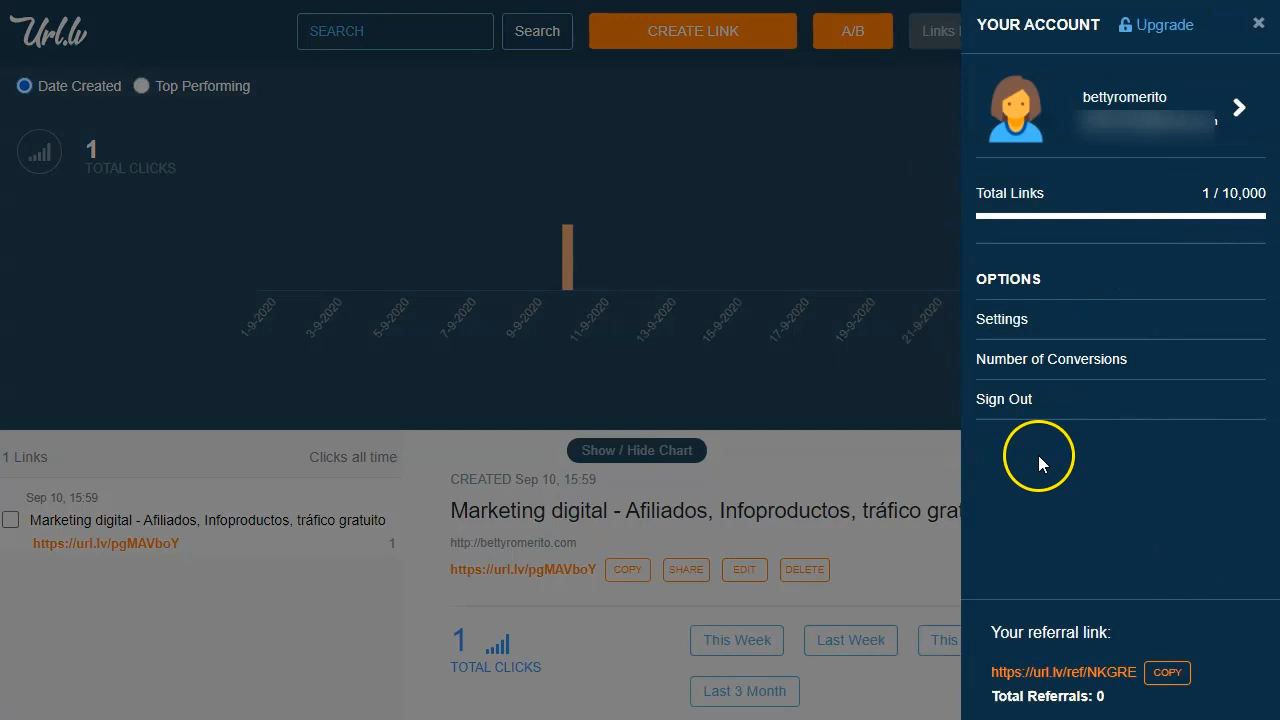 Url.lv
SEARCH
Search
CREATE LINK
A/B
Links
Date Created
Top Performing
1
TOTAL CLICKS
1-9-2020
3-9-2020
5-9-2020
7-9-2020
9-9-2020
11-9-2020
13-9-2020
15-9-2020
17-9-2020
19-9-2020
21-9-2020
1 Links
Clicks all time
Sep 10, 15:59
Marketing digital - Afiliados, Infoproductos, tráfico gratuito
https://url.lv/pgMAVboY
1
Show / Hide Chart
CREATED Sep 10, 15:59
Marketing digital - Afiliados, Infoproductos, tráfico grat
http://bettyromerito.com
https://url.lv/pgMAVboY
COPY
SHARE
EDIT
DELETE
1
TOTAL CLICKS
This Week
Last Week
This
Last 3 Month
YOUR ACCOUNT
Upgrade
×
bettyromerito
Total Links
1 / 10,000
OPTIONS
Settings
Number of Conversions
Sign Out
Your referral link:
https://url.lv/ref/NKGRE
COPY
Total Referrals: 0